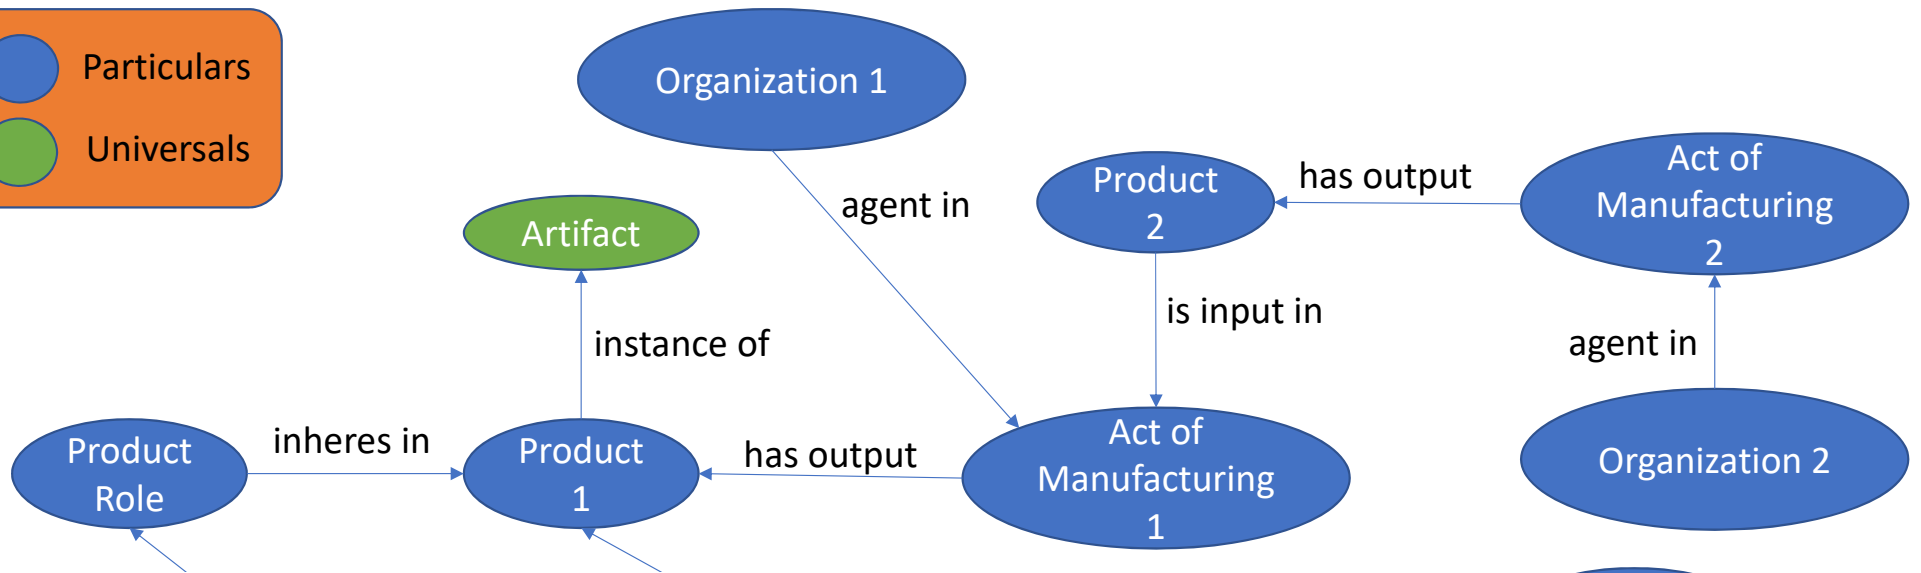 Particulars
Universals
Organization 1
Act of
Manufacturing
2
Product
2
has output
agent in
Artifact
is input in
instance of
agent in
Product
Role
inheres in
Product
1
has output
Act of
Manufacturing
1
Organization 2